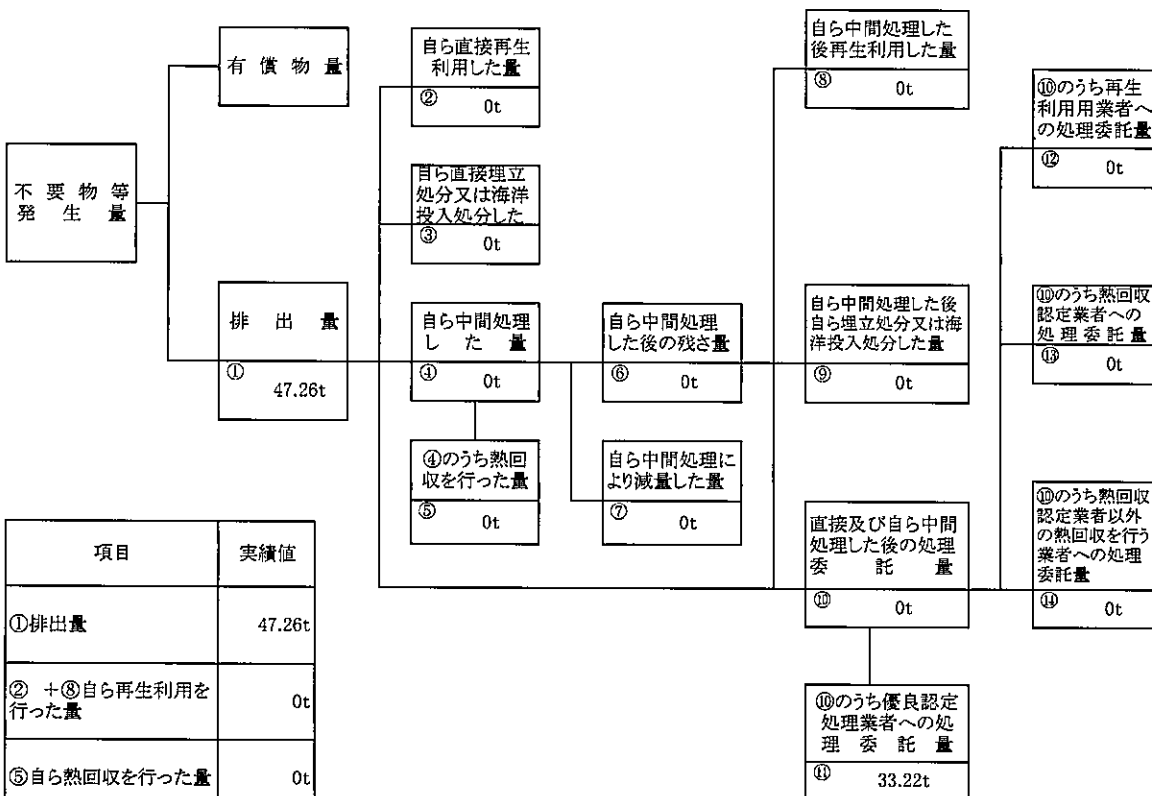 有償物量
不要物等
発生量
排出量
①
47.26t
自ら直接再生
利用した量
②
0t
自ら直接埋立
処分又は海洋
投入処分した
③
0t
自ら中間処理
した量
④
0t
④のうち熱回
収を行った量
⑤
0t
自ら中間処理
した後の残さ量
⑥
0t
自ら中間処理に
より減量した量
⑦
0t
自ら中間処理した
後再生利用した量
⑧
0t
自ら中間処理した後
自ら埋立処分又は海
洋投入処分した量
⑨
0t
直接及び自ら中間
処理した後の処理
委託量
⑩
0t
⑩のうち優良認定
処理業者への処
理委託量
⑪
33.22t
⑩のうち再生
利用用業者へ
の処理委託量
⑫
0t
⑩のうち熱回収
認定業者への
処理委託量
⑬
0t
⑩のうち熱回収
認定業者以外
の熱回収を行う
業者への処理
委託量
⑭
0t
項目 実績値
①排出量 47.26t
② +⑧自ら再生利用を
行った量 0t
⑤自ら熱回収を行った量 0t